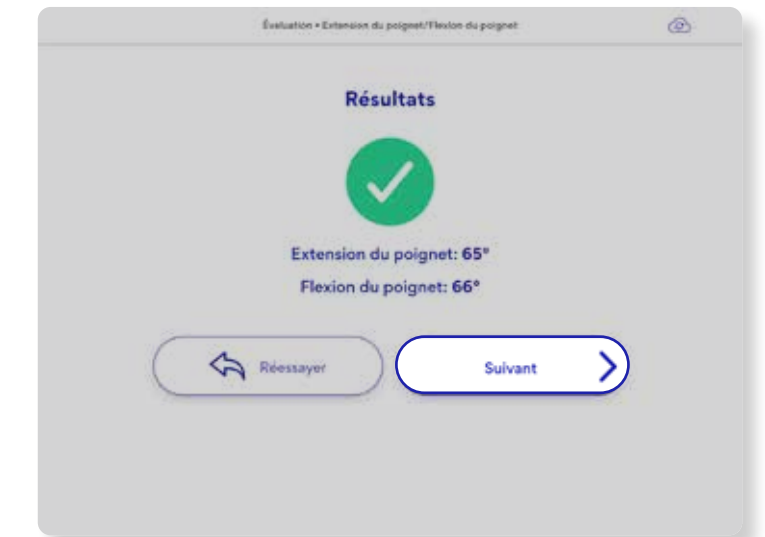 Évaluation • Extension du poignet/Flexion du poignet
Résultats
Extension du poignet: 65°
Flexion du poignet: 66°
Réessayer
Suivant